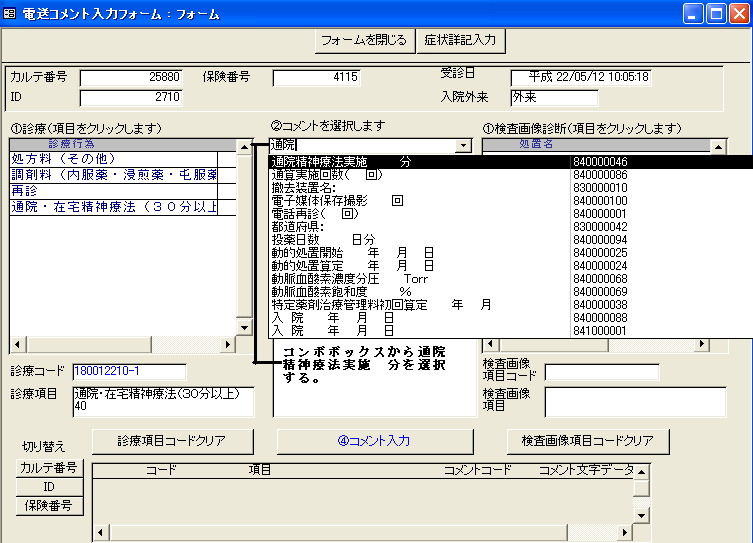 電送コメント入力フォーム : フォーム
フォームを閉じる 症状詳記入力
カルテ番号 25880 保険番号 4115 受診日 平成 22/05/12 10:05:18
ID 2710 入院外来 外来
①診療(項目をクリックします) ②コメントを選択します ①検査画像診断(項目をクリックします)
診療行為 通院 処置名
処方料（その他）
調剤料（内服薬・浸煎薬・屯服薬
再診
通院・在宅精神療法（３０分以上
通院精神療法実施 分 840000046
通算実施回数( 回) 840000086
撤去装置名: 830000010
電子媒体保存撮影 回 840000100
電話再診( 回) 840000001
都道府県: 830000042
投薬日数 日分 840000094
動的処置開始 年 月 日 840000025
動的処置算定 年 月 日 840000024
動脈血酸素濃度分圧 Torr 840000068
動脈血酸素飽和度 % 840000069
特定薬剤治療管理料初回算定 年 月 840000038
入 院 年 月 日 840000088
入 院 年 月 日 841000001
コンボボックスから通院
精神療法実施 分を選択
する。
診療コード 180012210-1
診療項目 通院・在宅精神療法(30分以上)
40
検査画像
項目コード
検査画像
項目
切り替え 診療項目コードクリア ④コメント入力 検査画像項目コードクリア
カルテ番号
ID
保険番号
コード 項目 コメントコード コメント文字データ